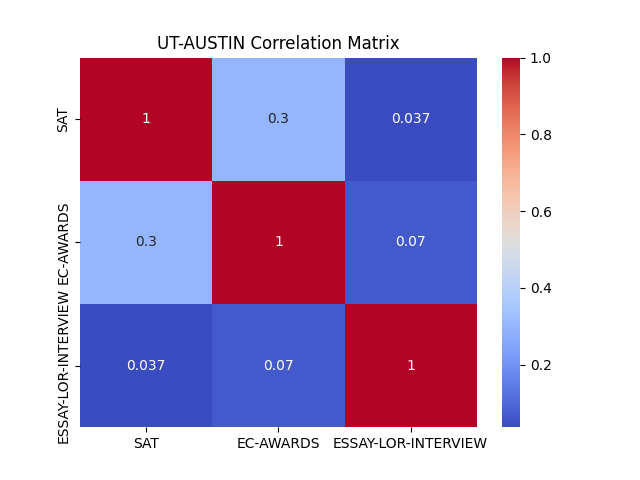 UT-AUSTIN Correlation Matrix
SAT
EC-AWARDS
ESSAY-LOR-INTERVIEW
1 0.3 0.037
0.3 1 0.07
0.037 0.07 1
SAT EC-AWARDS ESSAY-LOR-INTERVIEW
1.0
0.8
0.6
0.4
0.2